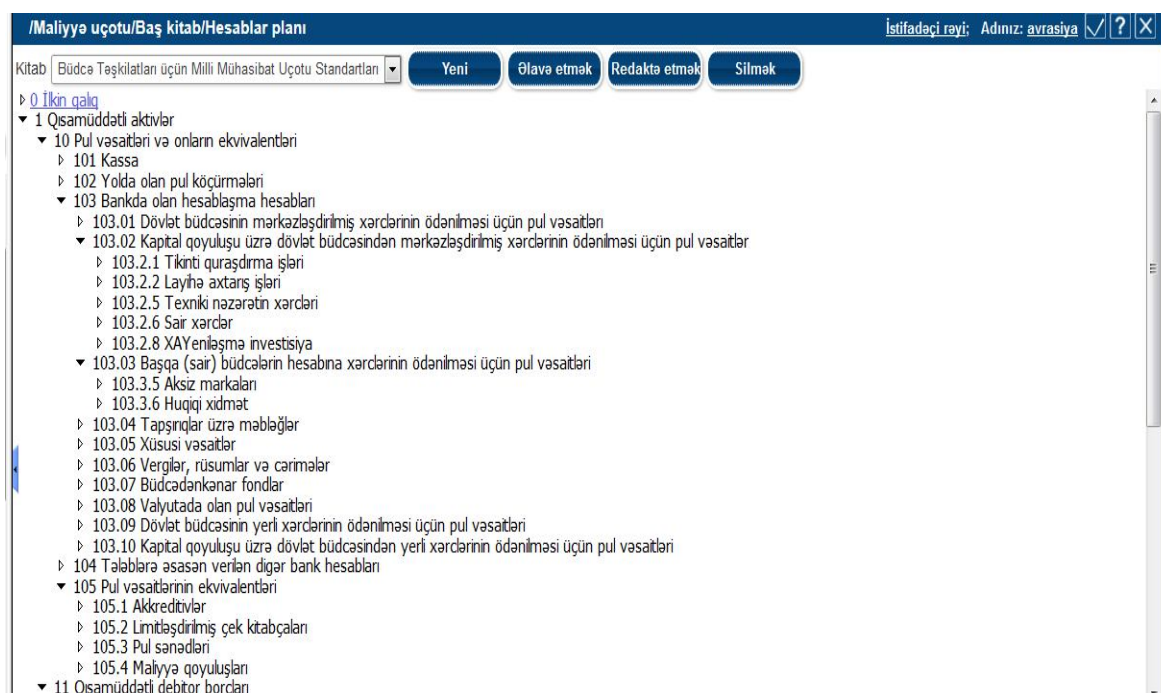 /Maliyyə uçotu/Baş kitab/Hesablar planı İstifadəçi rəyi; Adınız: avrasiya ? X
Kitab Büdcə Təşkilatları üçün Milli Mühasibat Uçotu Standartları Yeni Əlavə etmək Redaktə etmək Silmək
0 İlkin qalıq
1 Qısamüddətli aktivlər
10 Pul vəsaitləri və onların ekvivalentləri
101 Kassa
102 Yolda olan pul köçürmələri
103 Bankda olan hesablaşma hesabları
103.01 Dövlət büdcəsinin mərkəzləşdirilmiş xərclərinin ödənilməsi üçün pul vəsaitləri
103.02 Kapital qoyuluşu üzrə dövlət büdcəsindən mərkəzləşdirilmiş xərclərinin ödənilməsi üçün pul vəsaitlər
103.2.1 Tikinti quraşdırma işləri
103.2.2 Layihə axtarış işləri
103.2.5 Texniki nəzarətin xərcləri
103.2.6 Sair xərclər
103.2.8 XAYeniləşmə investisiya
103.03 Başqa (sair) büdcələrin hesabına xərclərinin ödənilməsi üçün pul vəsaitləri
103.3.5 Aksiz markaları
103.3.6 Huqiqi xidmət
103.04 Tapşırıqlar üzrə məbləğlər
103.05 Xüsusi vəsaitlər
103.06 Vergilər, rüsumlar və cərimələr
103.07 Büdcədənkənar fondlar
103.08 Valyutada olan pul vəsaitləri
103.09 Dövlət büdcəsinin yerli xərclərinin ödənilməsi üçün pul vəsaitləri
103.10 Kapital qoyuluşu üzrə dövlət büdcəsindən yerli xərclərinin ödənilməsi üçün pul vəsaitləri
104 Tələblərə əsasən verilən digər bank hesabları
105 Pul vəsaitlərinin ekvivalentləri
105.1 Akkreditivlər
105.2 Limitləşdirilmiş çek kitabçaları
105.3 Pul sənədləri
105.4 Maliyyə qoyuluşları
11 Qısamüddətli debitor borcları